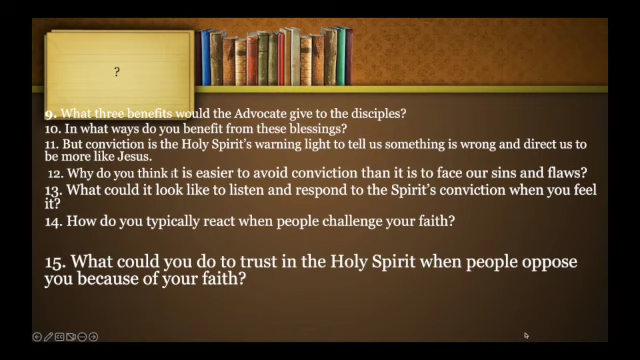 ?
9. What three benefits would the Advocate give to the disciples?
10. In what ways do you benefit from these blessings?
11. But conviction is the Holy Spirit's warning light to tell us something is wrong and direct us to
be more like Jesus.
12. Why do you think it is easier to avoid conviction than it is to face our sins and flaws?
13. What could it look like to listen and respond to the Spirit's conviction when you feel
it?
14. How do you typically react when people challenge your faith?
15. What could you do to trust in the Holy Spirit when people oppose
you because of your faith?